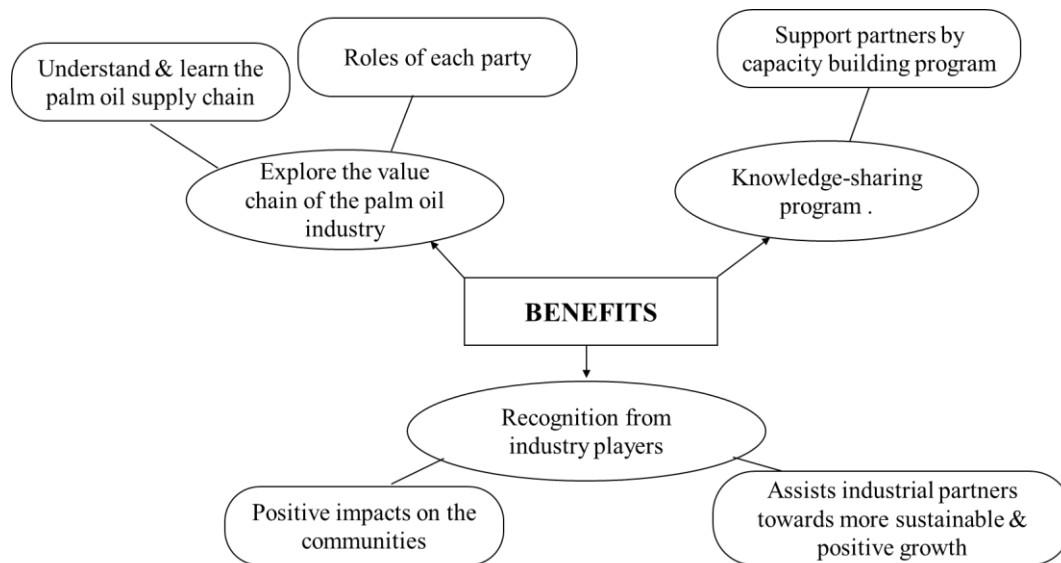 Understand & learn the
palm oil supply chain
Roles of each party
Support partners by
capacity building program
Explore the value
chain of the palm oil
industry
Knowledge-sharing
program .
BENEFITS
Recognition from
industry players
Positive impacts on the
communities
Assists industrial partners
towards more sustainable &
positive growth